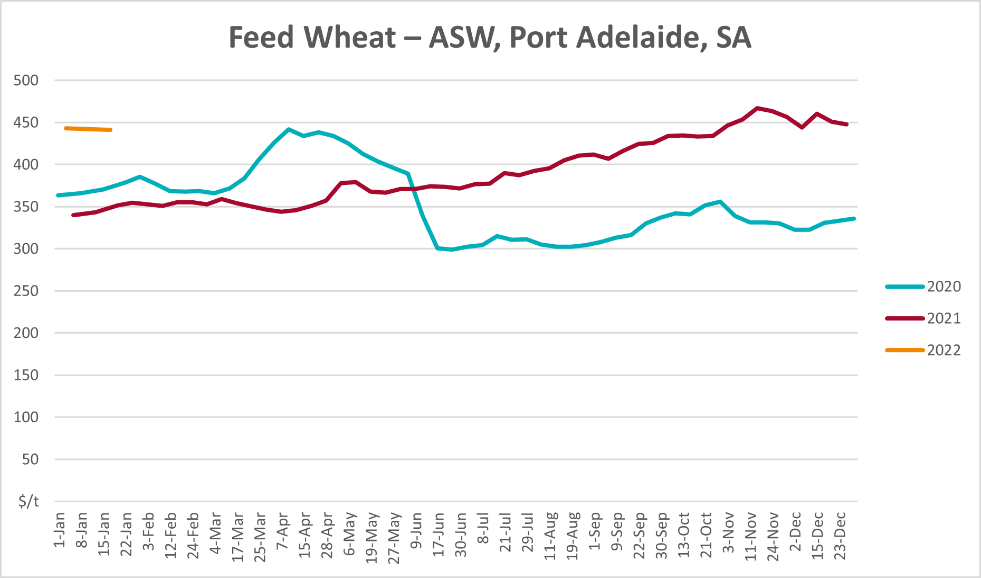 Feed Wheat – ASW, Port Adelaide, SA
500
450
400
350
300
250
200
150
100
50
$/t
1-Jan
8-Jan
15-Jan
22-Jan
3-Feb
12-Feb
24-Feb
4-Mar
16-Mar
25-Mar
7-Apr
15-Apr
28-Apr
6-May
19-May
27-May
9-Jun
17-Jun
30-Jun
8-Jul
21-Jul
29-Jul
11-Aug
19-Aug
1-Sep
9-Sep
22-Sep
30-Sep
13-Oct
21-Oct
3-Nov
11-Nov
24-Nov
2-Dec
15-Dec
23-Dec
2020
2021
2022